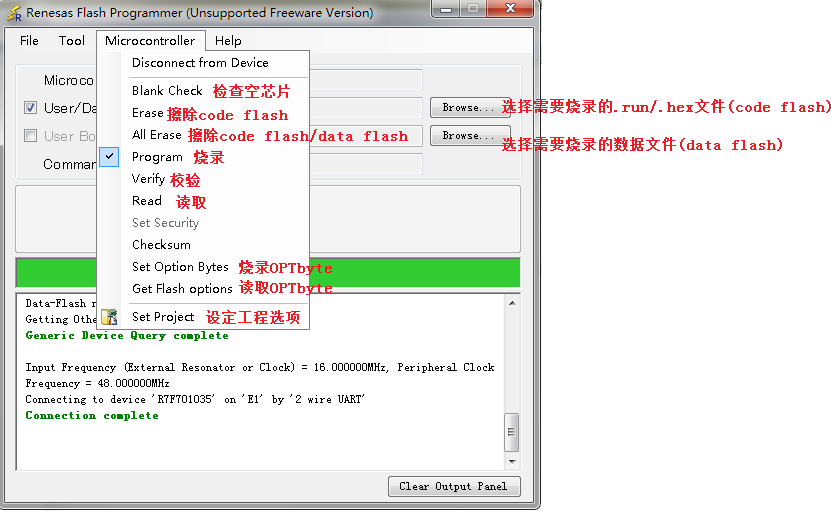 Renesas Flash Programmer (Unsupported Freeware Version)
File Tool Microcontroller Help
Disconnect from Device
Microco
Blank Check 检查空芯片
User/Da
Browse... 选择需要烧录的.run/.hex文件(code flash)
Erase 擦除code flash
User Bo
All Erase 擦除code flash/data flash
Browse... 选择需要烧录的数据文件(data flash)
Comman
Program 烧录
Verify 校验
Read 读取
Set Security
Checksum
Set Option Bytes 烧录OPTbyte
Get Flash options 读取OPTbyte
Set Project 设定工程选项
Data-Flash
Getting Othe
Generic Device Query complete
Input Frequency (External Resonator or Clock) = 16.000000MHz, Peripheral Clock
Frequency = 48.000000MHz
Connecting to device 'R7F701035' on 'E1' by '2 wire UART'
Connection complete
Clear Output Panel